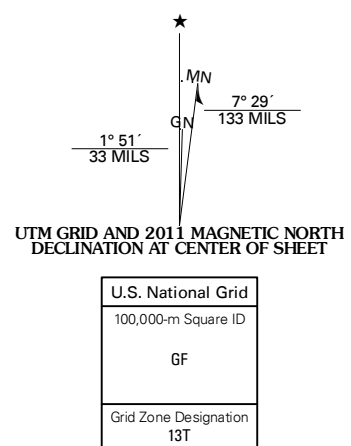 MN
GN
7° 29´
133 MILS
1° 51´
33 MILS
UTM GRID AND 2011 MAGNETIC NORTH
DECLINATION AT CENTER OF SHEET
U.S. National Grid
100,000-m Square ID
GF
Grid Zone Designation
13T